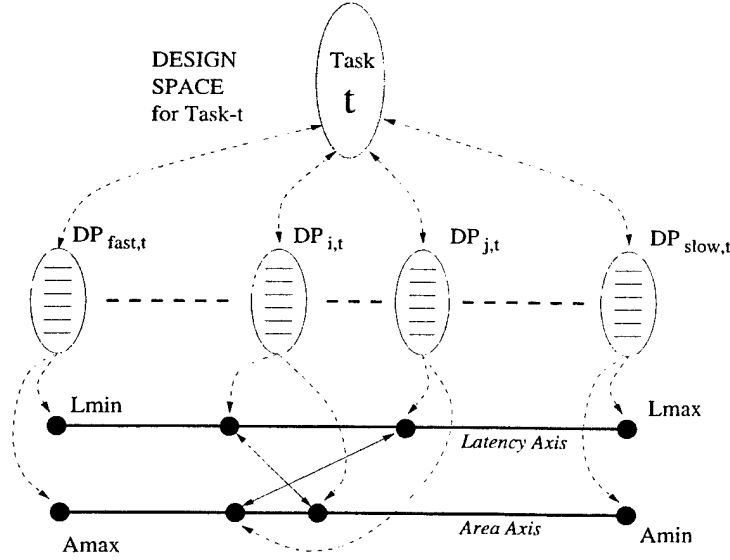 DESIGN
SPACE
for Task-t
Task
t
DP fast,t
DP i,t
DP j,t
DP slow,t
Lmin
Lmax
Latency Axis
Amax
Area Axis
Amin